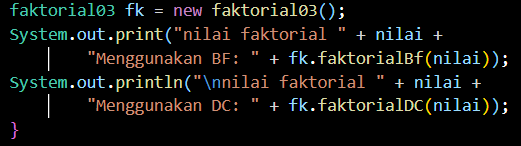 faktorial03 fk = new faktorial03();
System.out.print("nilai faktorial " + nilai +
"Menggunakan BF: " + fk.faktorialBf(nilai));
System.out.println("\nnilai faktorial " + nilai +
"Menggunakan DC: " + fk.faktorialDC(nilai));
}